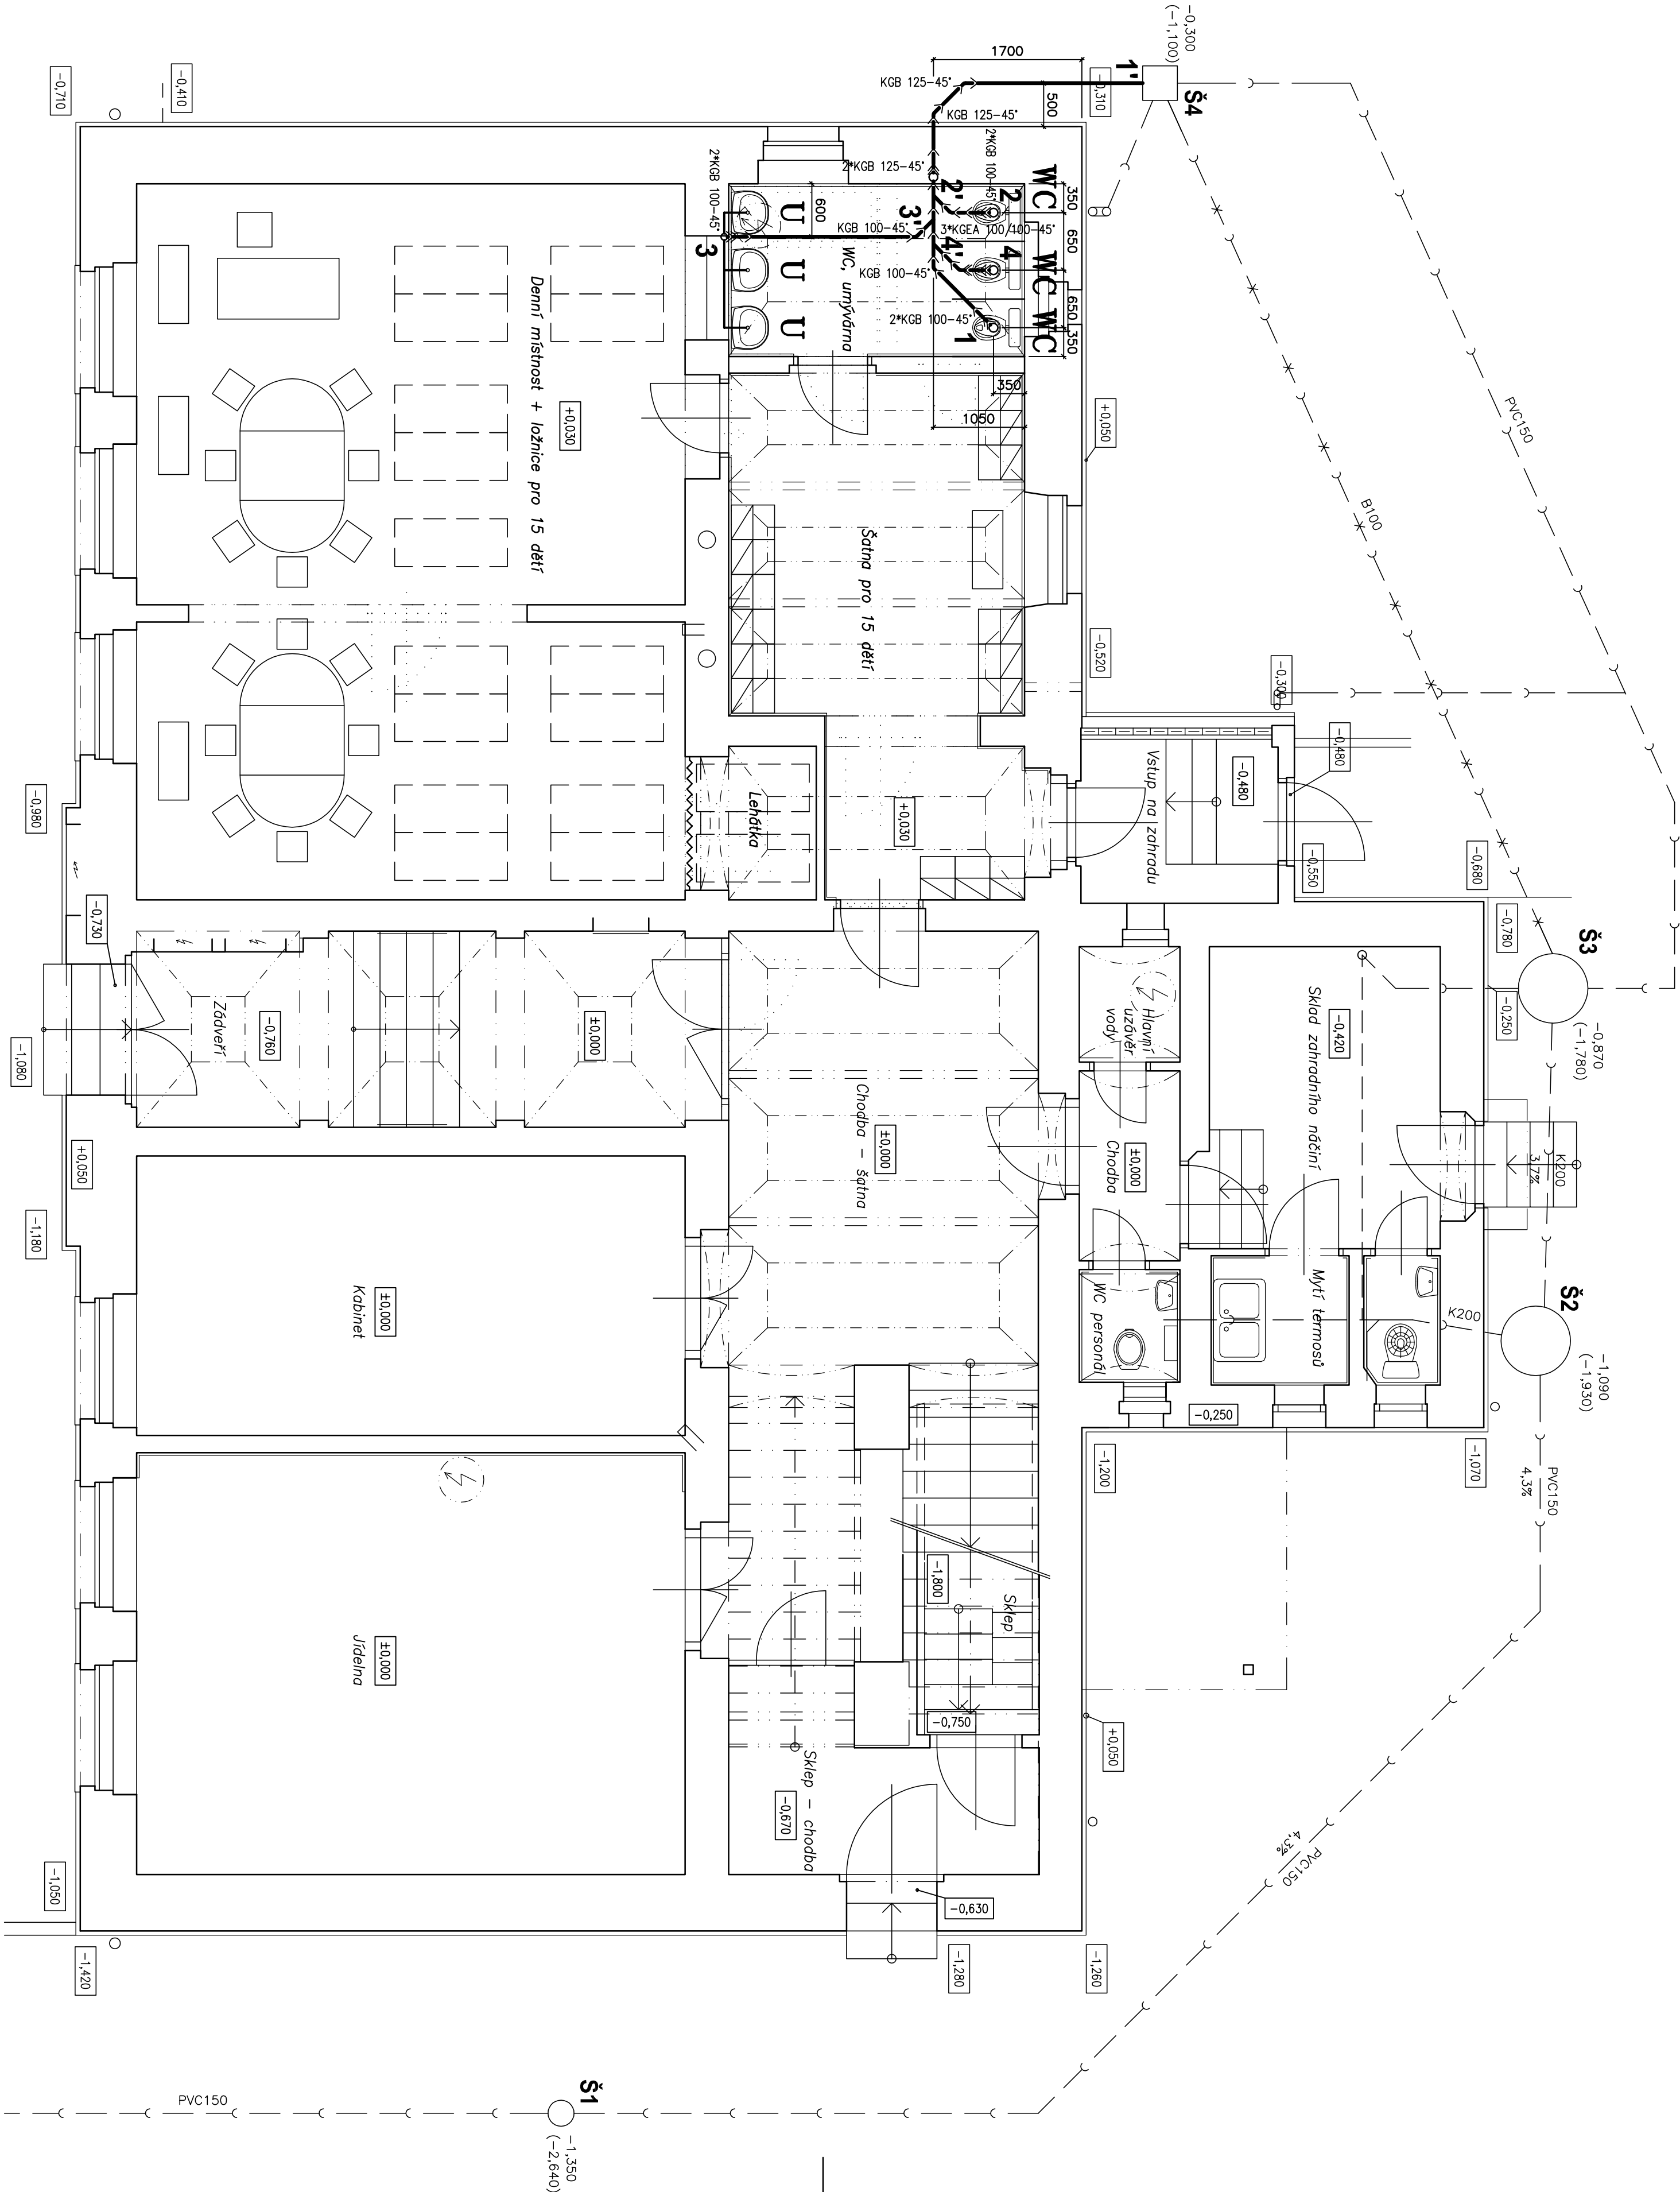 -0,300
(-1,100)
1'
Š4
1700
-0,310
500
KGB 125-45°
KGB 125-45°
2*KGB 125-45°
2*KGB 100-45°
2*KGB 100-45°
-0,410
-0,710
WC
WC
WC
350
650
650
350
2
2'
3*KGEA 100/100-45°
4
4'
3'
KGB 100-45°
KGB 100-45°
2*KGB 100-45°
1
3
600
U
U
U
WC, umývárna
350
1050
+0,050
PVC150
B100
Denní místnost + ložnice pro 15 dětí
+0,030
Šatna pro 15 dětí
-0,520
-0,300
-0,480
-0,480
Vstup na zahradu
-0,550
-0,680
-0,780
Š3
-0,870
(-1,780)
-0,250
Lehátka
+0,030
-0,980
-0,730
Zádveří
-0,760
±0,000
-1,080
Hlavní
uzávěr
vody
Sklad zahradního náčiní
-0,420
K200
3,7%
Chodba - šatna
±0,000
Chodba
±0,000
+0,050
-1,180
Kabinet
±0,000
WC personál
Mytí termosů
K200
Š2
-1,090
(-1,930)
-0,250
-1,200
-1,070
PVC150
4,3%
Jídelna
±0,000
-1,800
Sklep
-0,750
+0,050
Sklep - chodba
-0,670
-0,630
PVC150
4,3%
-1,050
-1,420
-1,280
-1,260
PVC150
Š1
-1,350
(-2,640)